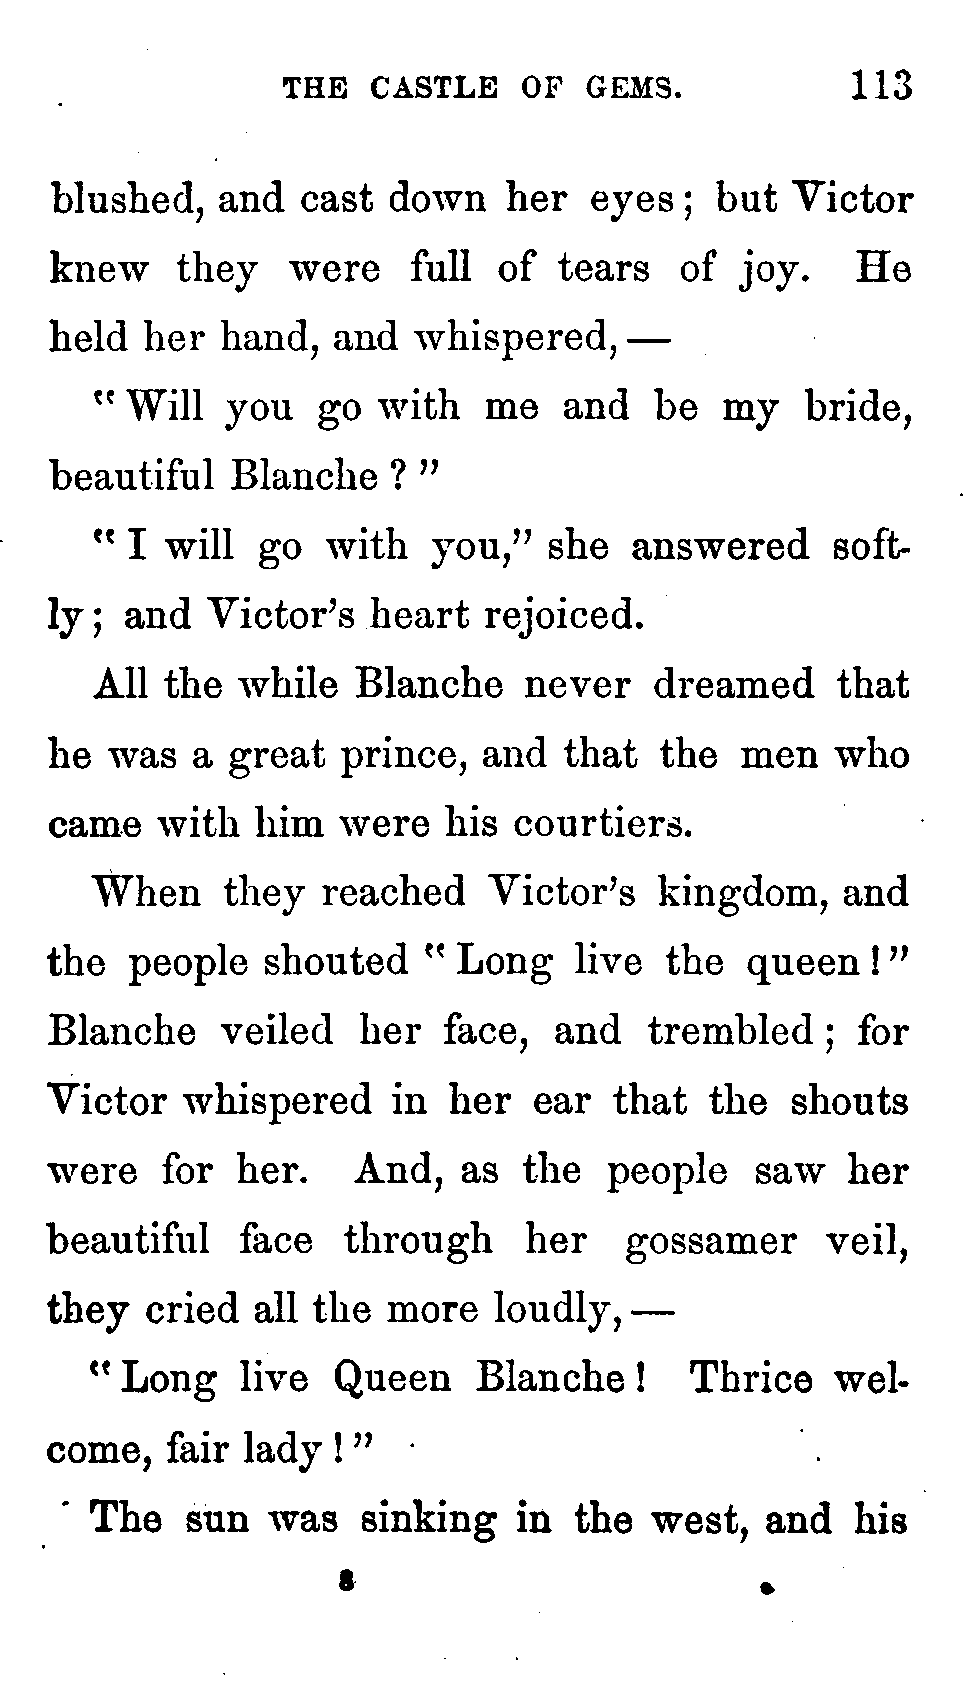 THE CASTLE OF GEMS. 113
blushed, and cast down her eyes; but Victor
knew they were full of tears of joy. He
held her hand, and whispered,—
"Will you go with me and be my bride,
beautiful Blanche?"
"I will go with you," she answered soft-
ly; and Victor's heart rejoiced.
All the while Blanche never dreamed that
he was a great prince, and that the men who
came with him were his courtiers.
When they reached Victor's kingdom, and
the people shouted "Long live the queen!"
Blanche veiled her face, and trembled; for
Victor whispered in her ear that the shouts
were for her. And, as the people saw her
beautiful face through her gossamer veil,
they cried all the more loudly,—
"Long live Queen Blanche! Thrice wel-
come, fair lady!"
The sun was sinking in the west, and his
8